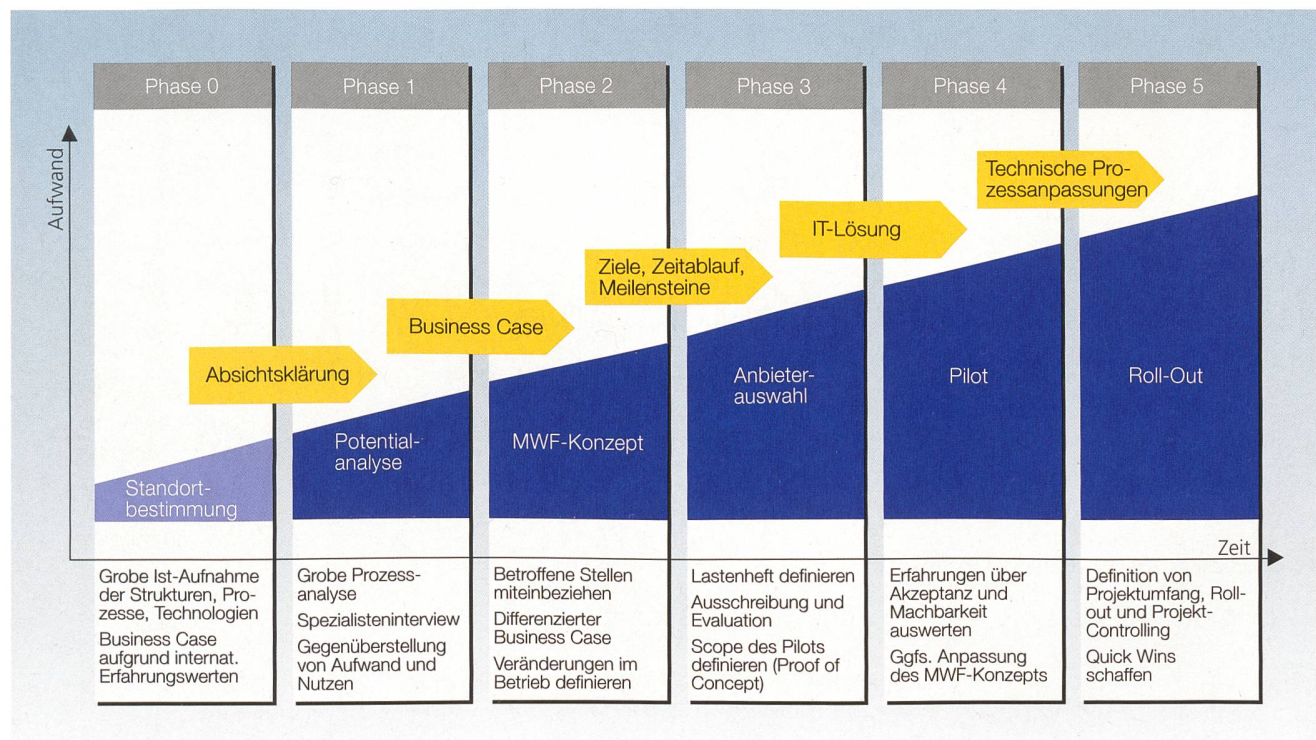 Phase 0
Phase 1
Phase 2
Phase 3
Phase 4
Phase 5
Aufwand
Technische Pro-
zessanpassungen
IT-Lösung
Ziele, Zeitablauf,
Meilensteine
Business Case
Absichtsklärung
Standort-
bestimmung
Potential-
analyse
MWF-Konzept
Anbieter-
auswahl
Pilot
Roll-Out
Zeit
Grobe Ist-Aufnahme
der Strukturen, Pro-
zesse, Technologien
Business Case
aufgrund internat.
Erfahrungswerten
Grobe Prozess-
analyse
Spezialisteninterview
Gegenüberstellung
von Aufwand und
Nutzen
Betroffene Stellen
miteinbeziehen
Differenzierter
Business Case
Veränderungen im
Betrieb definieren
Lastenheft definieren
Ausschreibung und
Evaluation
Scope des Pilots
definieren (Proof of
Concept)
Erfahrungen über
Akzeptanz und
Machbarkeit
auswerten
Ggfs. Anpassung
des MWF-Konzepts
Definition von
Projektumfang, Roll-
out und Projekt-
Controlling
Quick Wins
schaffen